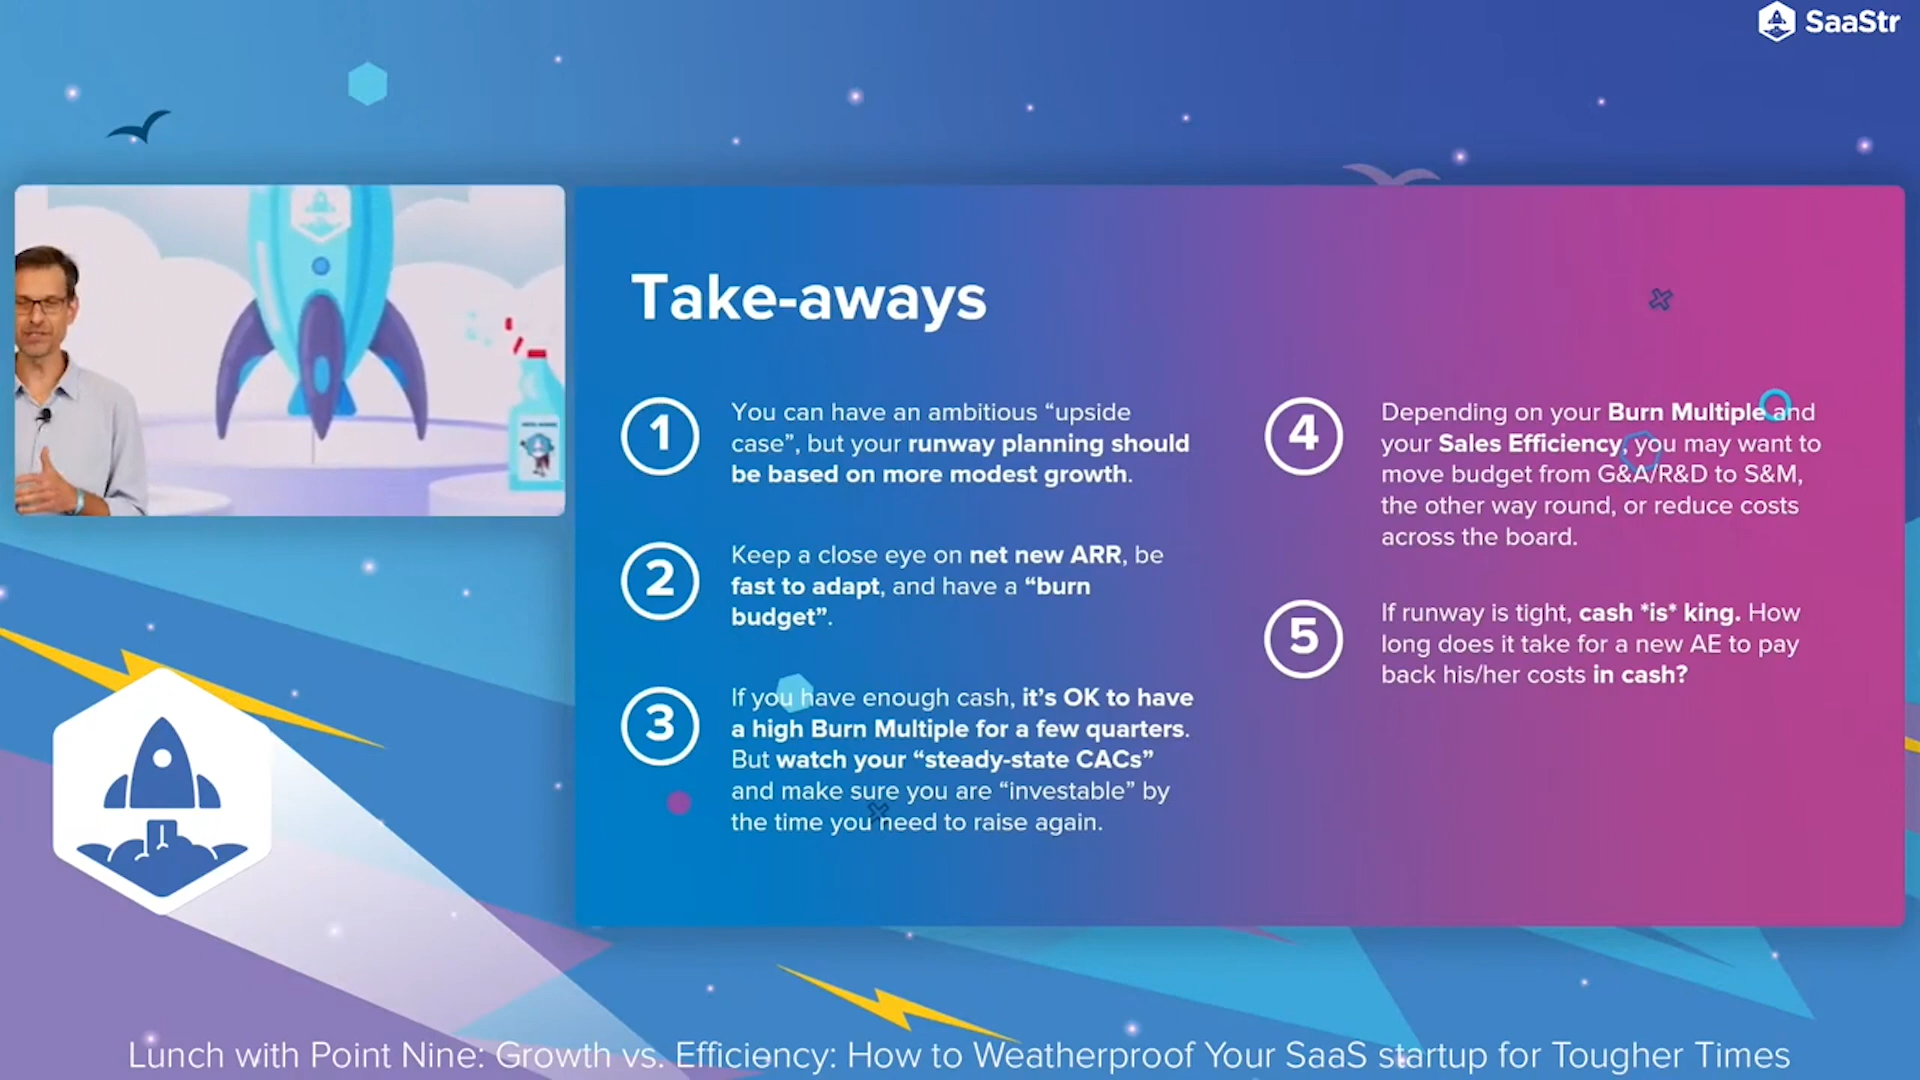 SaaStr
Take-aways
1
You can have an ambitious “upside
case”, but your runway planning should
be based on more modest growth.
2
Keep a close eye on net new ARR, be
fast to adapt, and have a “burn
budget”.
3
If you have enough cash, it’s OK to have
a high Burn Multiple for a few quarters.
But watch your “steady-state CACs”
and make sure you are “investable” by
the time you need to raise again.
4
Depending on your Burn Multiple and
your Sales Efficiency, you may want to
move budget from G&A/R&D to S&M,
the other way round, or reduce costs
across the board.
5
If runway is tight, cash *is* king. How
long does it take for a new AE to pay
back his/her costs in cash?
Lunch with Point Nine: Growth vs. Efficiency: How to Weatherproof Your SaaS startup for Tougher Times